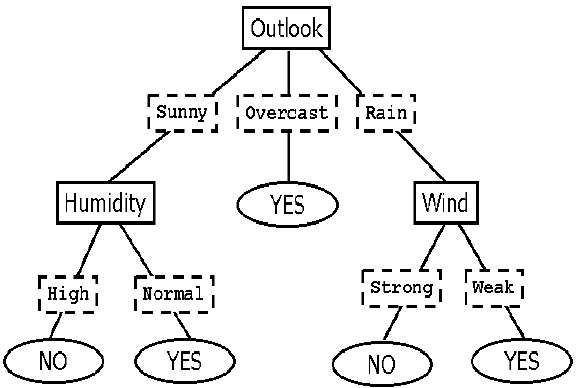 Outlook
Sunny
Overcast
Rain
Humidity
YES
Wind
High
Normal
Strong
Weak
NO
YES
NO
YES